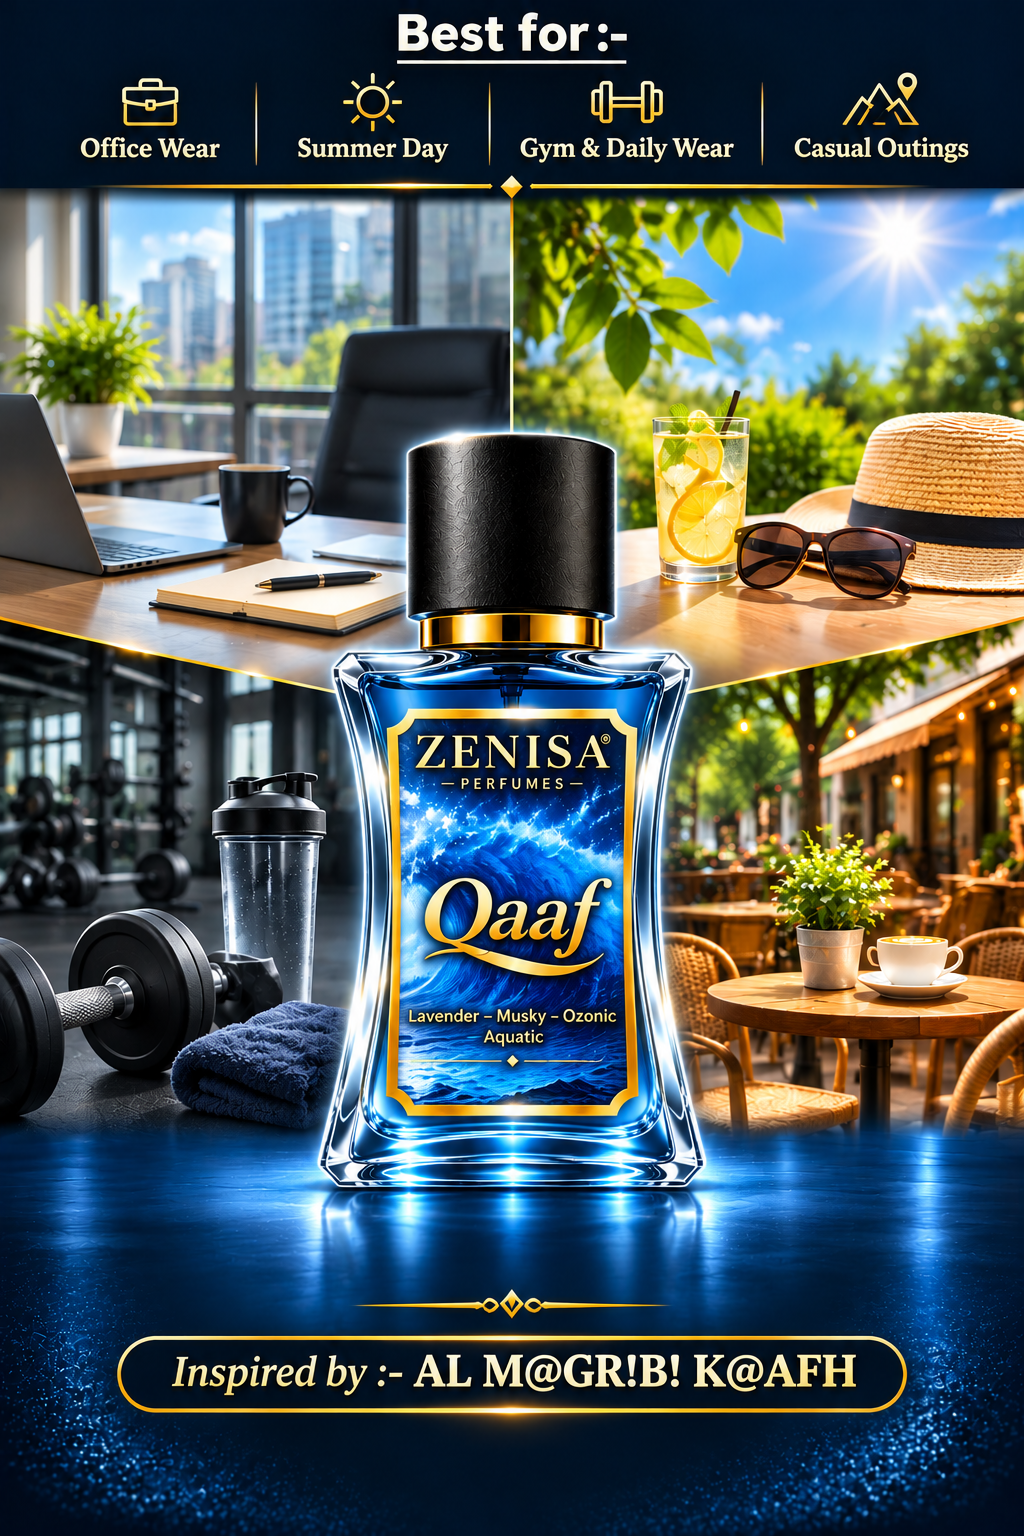 Best for :-
Office Wear
Summer Day
Gym & Daily Wear
Casual Outings
ZENISA®
PERFUMES
Qaaf
Lavender – Musky – Ozonic
Aquatic
Inspired by :- AL M@GR!B! K@AFH